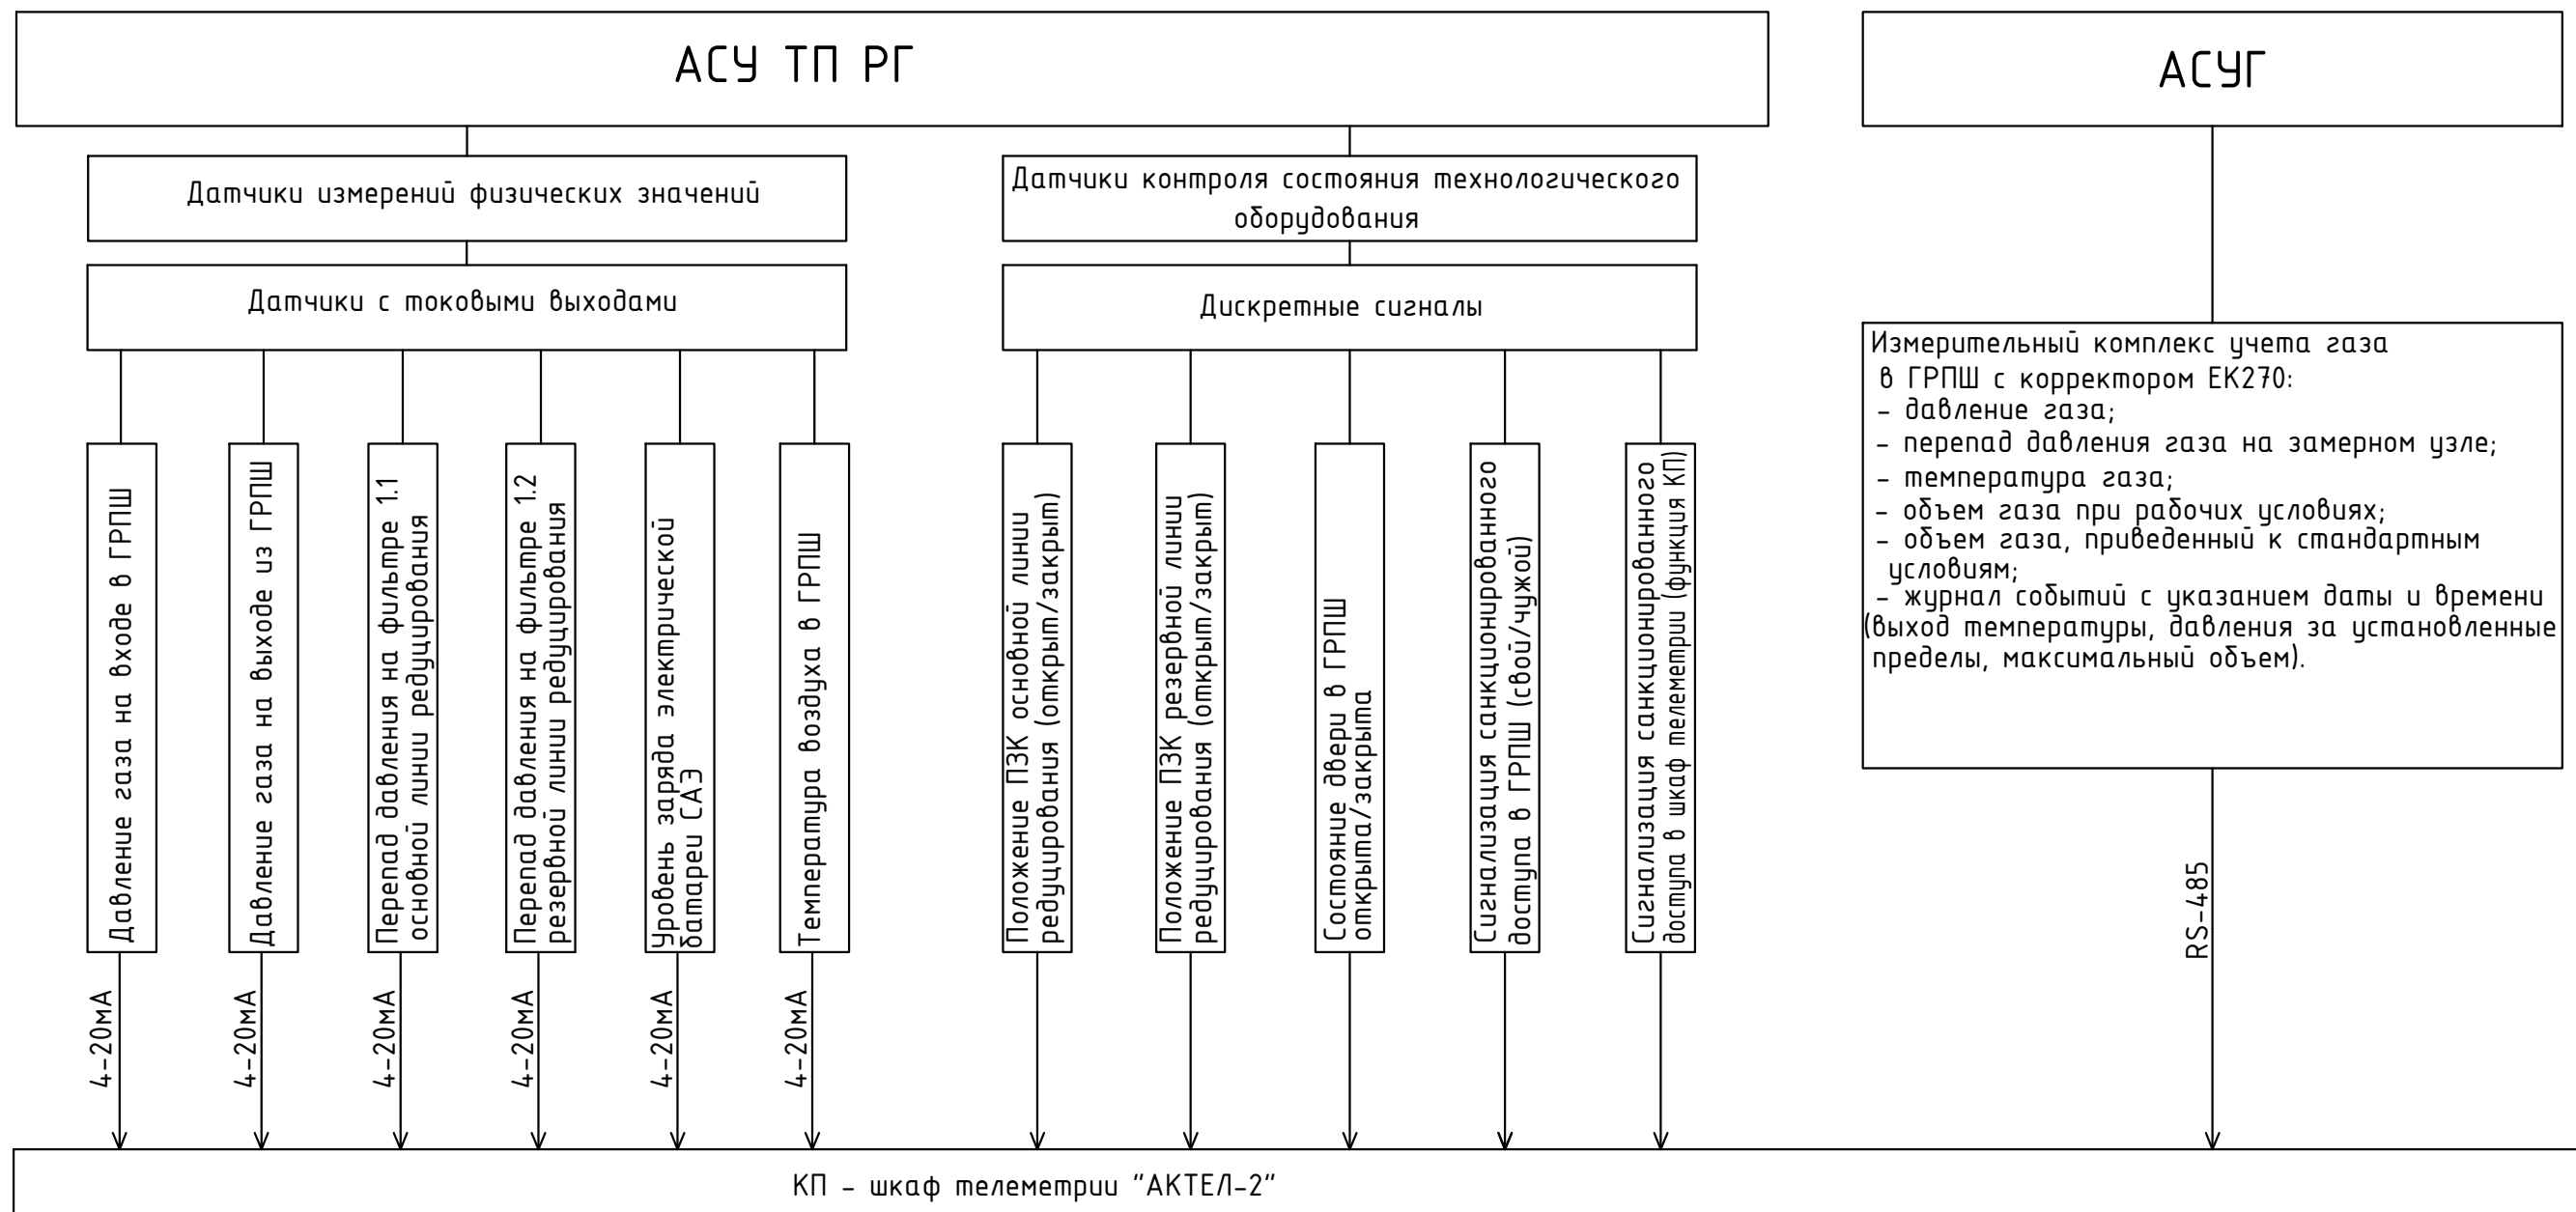 АСУ ТП РГ
АСУГ
Датчики измерений физических значений
Датчики контроля состояния технологического
оборудования
Датчики с токовыми выходами
Дискретные сигналы
Давление газа на входе в ГРПШ
Давление газа на выходе из ГРПШ
Перепад давления на фильтре 1.1
основной линии редуцирования
Перепад давления на фильтре 1.2
резервной линии редуцирования
Уровень заряда электрической
батареи САЭ
Температура воздуха в ГРПШ
Положение ПЗК основной линии
редуцирования (открыт/закрыт)
Положение ПЗК резервной линии
редуцирования (открыт/закрыт)
Состояние двери в ГРПШ
открыта/закрыта
Сигнализация санкционированного
доступа в ГРПШ (свой/чужой)
Сигнализация санкционированного
доступа в шкаф телеметрии (функция КП)
Измерительный комплекс учета газа
в ГРПШ с корректором ЕК270:
- давление газа;
- перепад давления газа на замерном узле;
- температура газа;
- объем газа при рабочих условиях;
- объем газа, приведенный к стандартным
условиям;
- журнал событий с указанием даты и времени
(выход температуры, давления за установленные
пределы, максимальный объем).
4-20мА
4-20мА
4-20мА
4-20мА
4-20мА
4-20мА
RS-485
КП - шкаф телеметрии "АКТЕЛ-2"